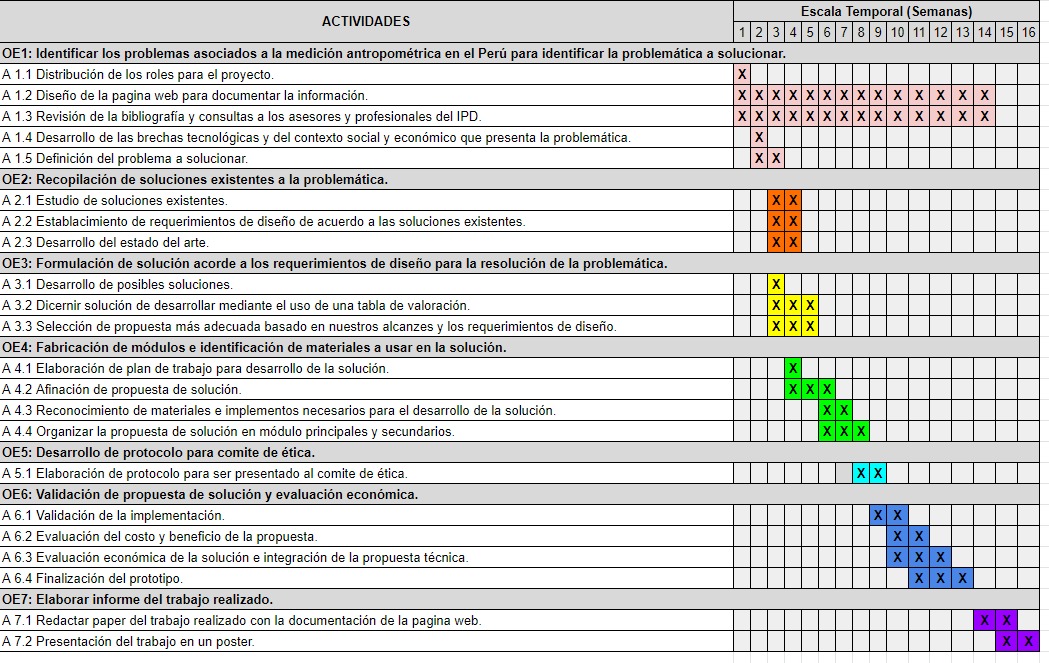 ACTIVIDADES
Escala Temporal (Semanas)
1 2 3 4 5 6 7 8 9 10 11 12 13 14 15 16
OE1: Identificar los problemas asociados a la medición antropométrica en el Perú para identificar la problemática a solucionar.
A 1.1 Distribución de los roles para el proyecto. X
A 1.2 Diseño de la pagina web para documentar la información. X X X X X X X X X X X X X X
A 1.3 Revisión de la bibliografía y consultas a los asesores y profesionales del IPD. X X X X X X X X X X X X X X
A 1.4 Desarrollo de las brechas tecnológicas y del contexto social y económico que presenta la problemática. X
A 1.5 Definición del problema a solucionar. X X
OE2: Recopilación de soluciones existentes a la problemática.
A 2.1 Estudio de soluciones existentes. X X
A 2.2 Establacimiento de requerimientos de diseño de acuerdo a las soluciones existentes. X X
A 2.3 Desarrollo del estado del arte. X X
OE3: Formulación de solución acorde a los requerimientos de diseño para la resolución de la problemática.
A 3.1 Desarrollo de posibles soluciones. X
A 3.2 Dicernir solución de desarrollar mediante el uso de una tabla de valoración. X X X
A 3.3 Selección de propuesta más adecuada basado en nuestros alcanzes y los requerimientos de diseño. X X X
OE4: Fabricación de módulos e identificación de materiales a usar en la solución.
A 4.1 Elaboración de plan de trabajo para desarrollo de la solución. X
A 4.2 Afinación de propuesta de solución. X X X
A 4.3 Reconocimiento de materiales e implementos necesarios para el desarrollo de la solución. X X
A 4.4 Organizar la propuesta de solución en módulo principales y secundarios. X X X
OE5: Desarrollo de protocolo para comite de ética.
A 5.1 Elaboración de protocolo para ser presentado al comite de ética. X X
OE6: Validación de propuesta de solución y evaluación económica.
A 6.1 Validación de la implementación. X X
A 6.2 Evaluación del costo y beneficio de la propuesta. X X
A 6.3 Evaluación económica de la solución e integración de la propuesta técnica. X X X
A 6.4 Finalización del prototipo. X X X
OE7: Elaborar informe del trabajo realizado.
A 7.1 Redactar paper del trabajo realizado con la documentación de la pagina web. X X
A 7.2 Presentación del trabajo en un poster. X X